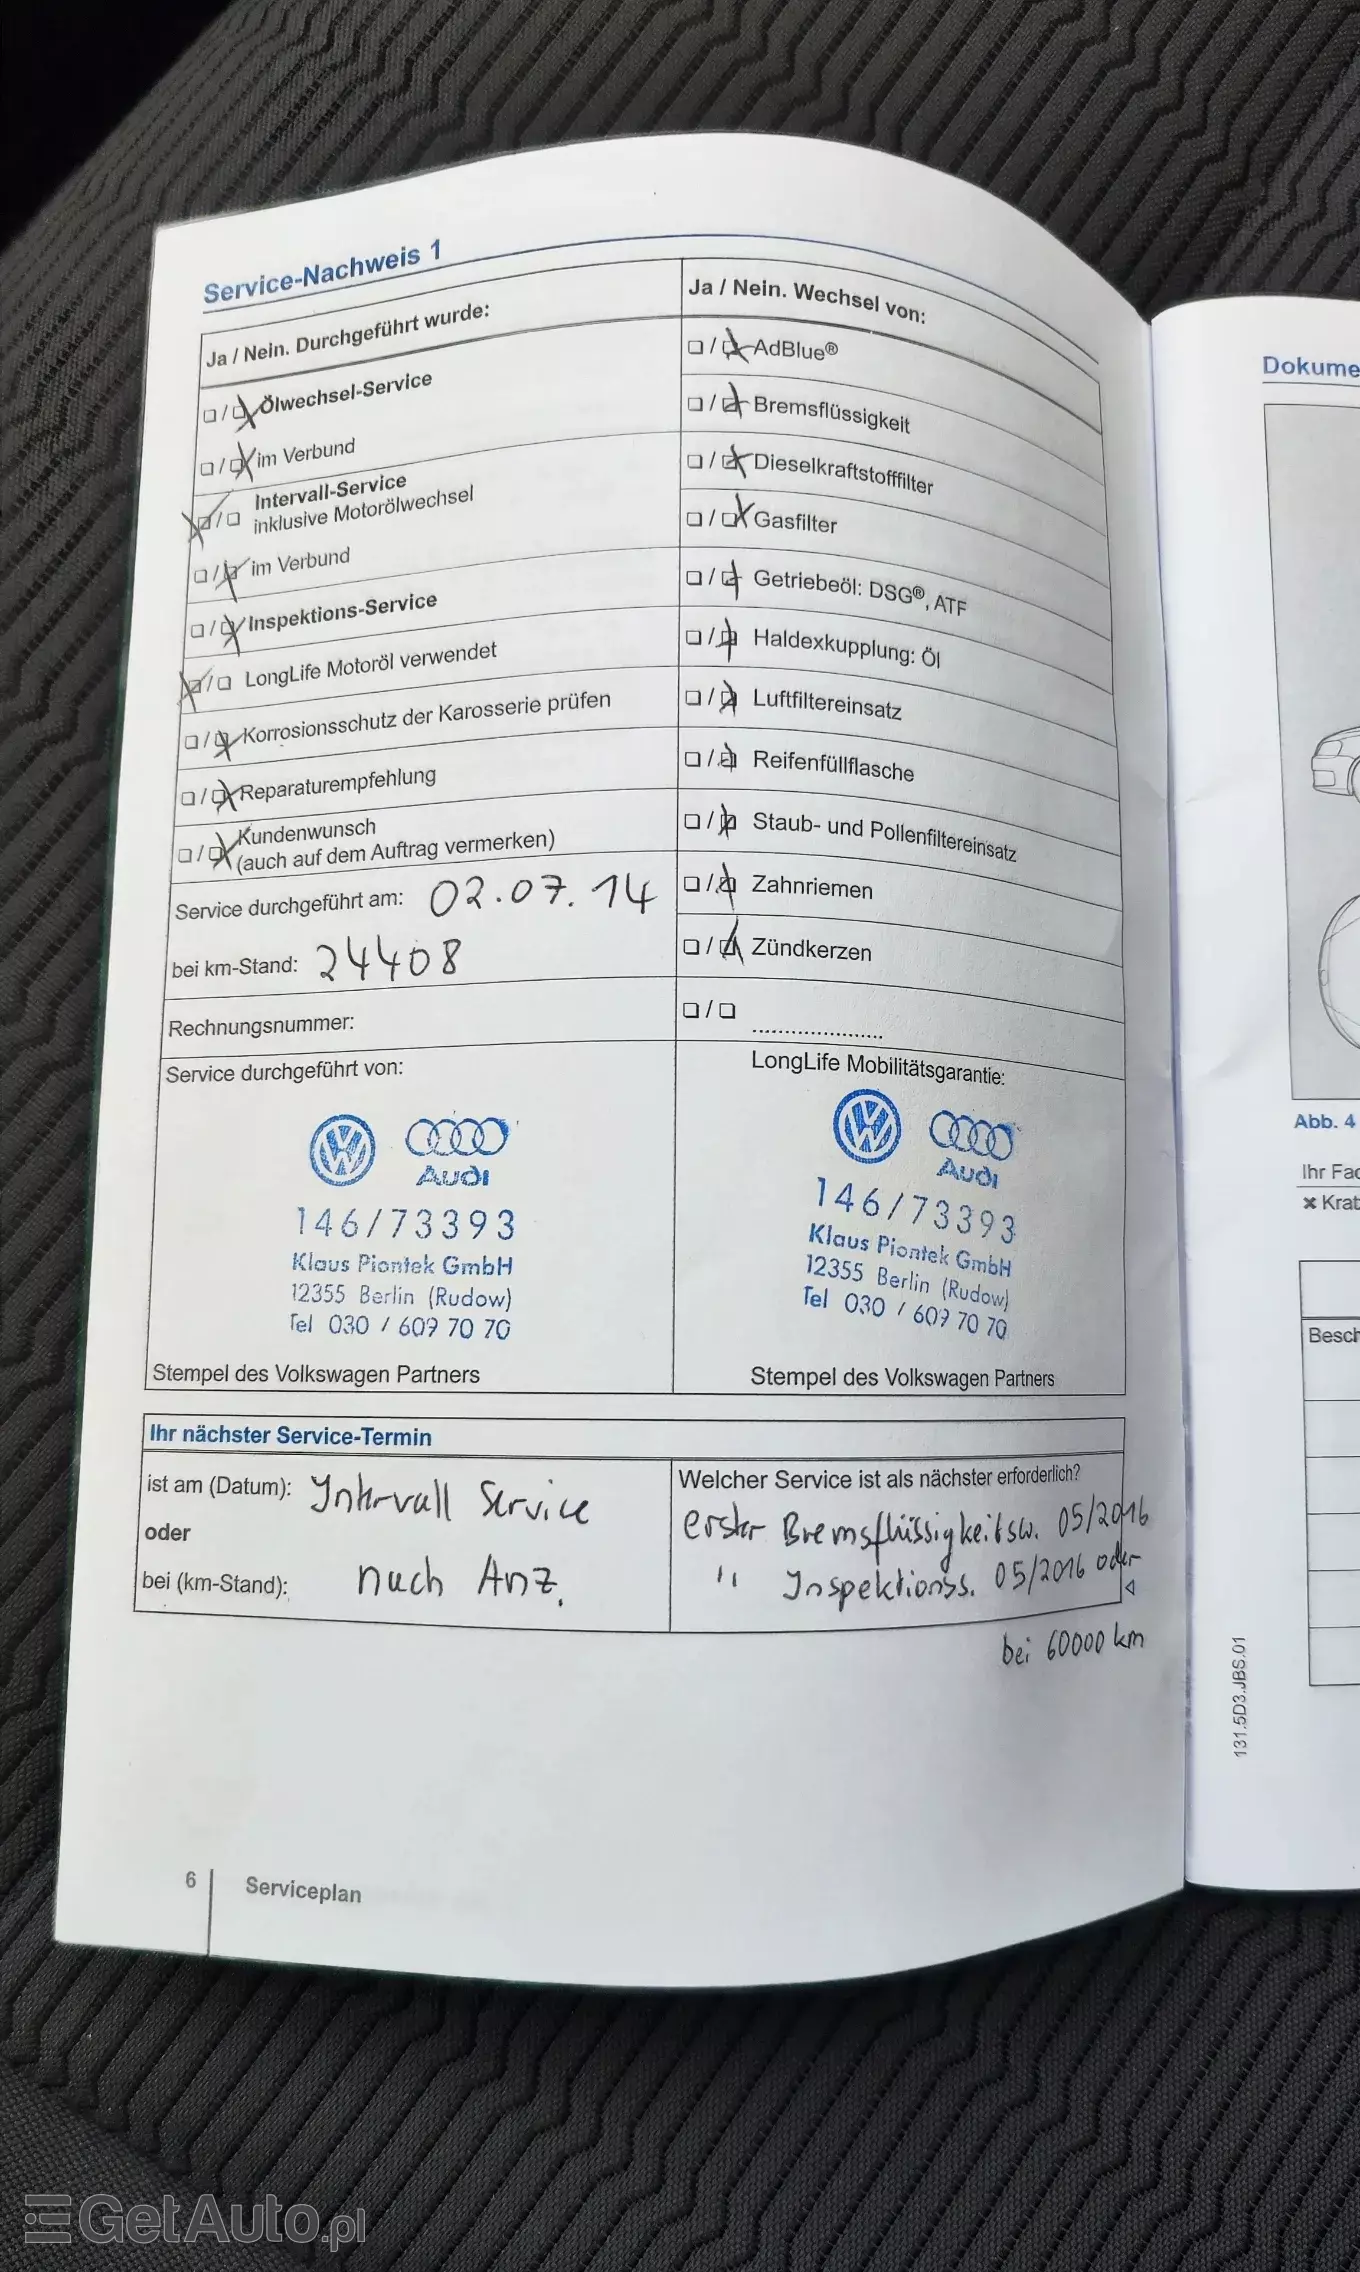 Service-Nachweis 1
Ja / Nein. Durchgeführt wurde:
☐ / ☒ Ölwechsel-Service
☐ / ☒ im Verbund
☒ / ☐ Intervall-Service
inklusive Motorölwechsel
☐ / ☒ im Verbund
☐ / ☒ Inspektions-Service
☒ / ☐ LongLife Motoröl verwendet
☐ / ☒ Korrosionsschutz der Karosserie prüfen
☐ / ☒ Reparaturempfehlung
☐ / ☒ Kundenwunsch
(auch auf dem Auftrag vermerken)
Service durchgeführt am: 02.07.14
bei km-Stand: 24408
Rechnungsnummer:
Ja / Nein. Wechsel von:
☐ / ☒ AdBlue®
☐ / ☒ Bremsflüssigkeit
☐ / ☒ Dieselkraftstofffilter
☐ / ☒ Gasfilter
☐ / ☒ Getriebeöl: DSG®, ATF
☐ / ☒ Haldexkupplung: Öl
☐ / ☒ Luftfiltereinsatz
☐ / ☒ Reifenfüllflasche
☐ / ☒ Staub- und Pollenfiltereinsatz
☐ / ☒ Zahnriemen
☐ / ☒ Zündkerzen
☐ / ☐ .....................
Service durchgeführt von:
VW Audi
146/73393
Klaus Piontek GmbH
12355 Berlin (Rudow)
Tel 030 / 609 70 70
Stempel des Volkswagen Partners
LongLife Mobilitätsgarantie:
VW Audi
146/73393
Klaus Piontek GmbH
12355 Berlin (Rudow)
Tel 030 / 609 70 70
Stempel des Volkswagen Partners
Ihr nächster Service-Termin
ist am (Datum): Intervall Service
oder
bei (km-Stand): nach Anz.
Welcher Service ist als nächster erforderlich?
erster Bremsflüssigkeitsw. 05/2016
" Inspektionss. 05/2016 oder
bei 60000 km
6 Serviceplan
131.5D3.JBS.01
Dokume
Abb. 4
Ihr Fac
× Krat
Besch
GetAuto.pl